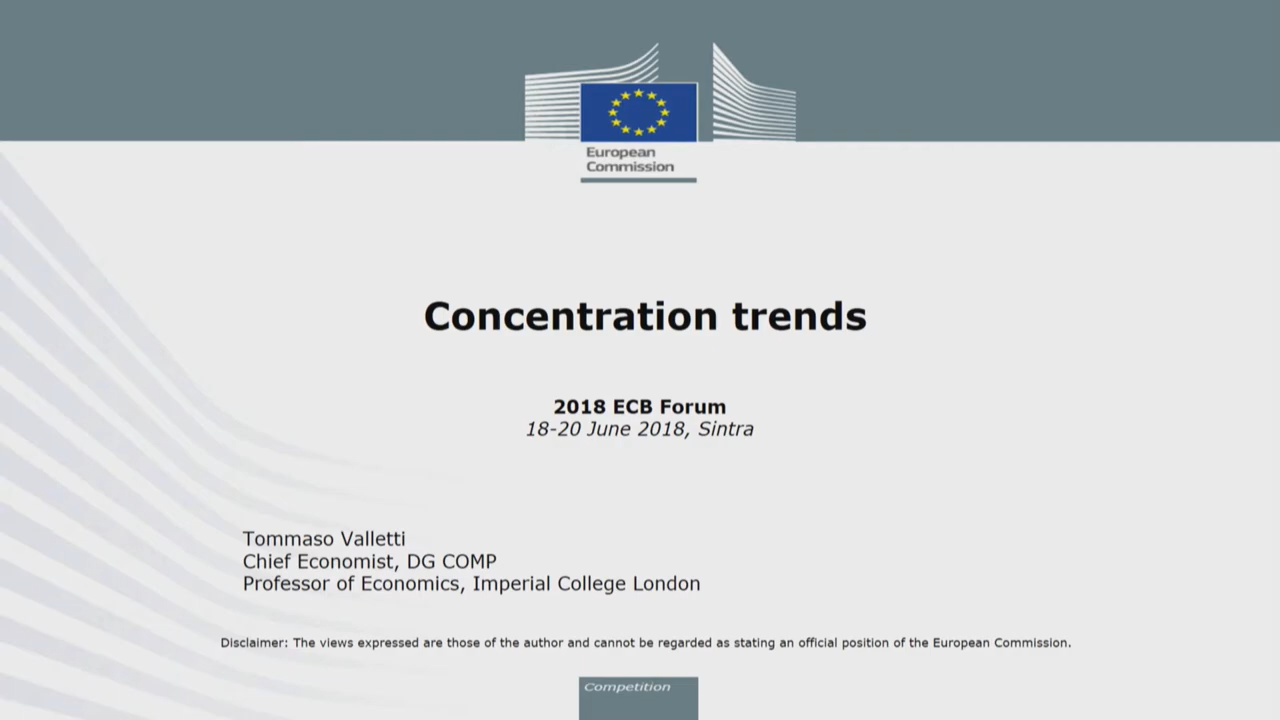 European
Commission
Concentration trends
2018 ECB Forum
18-20 June 2018, Sintra
Tommaso Valletti
Chief Economist, DG COMP
Professor of Economics, Imperial College London
Disclaimer: The views expressed are those of the author and cannot be regarded as stating an official position of the European Commission.
Competition